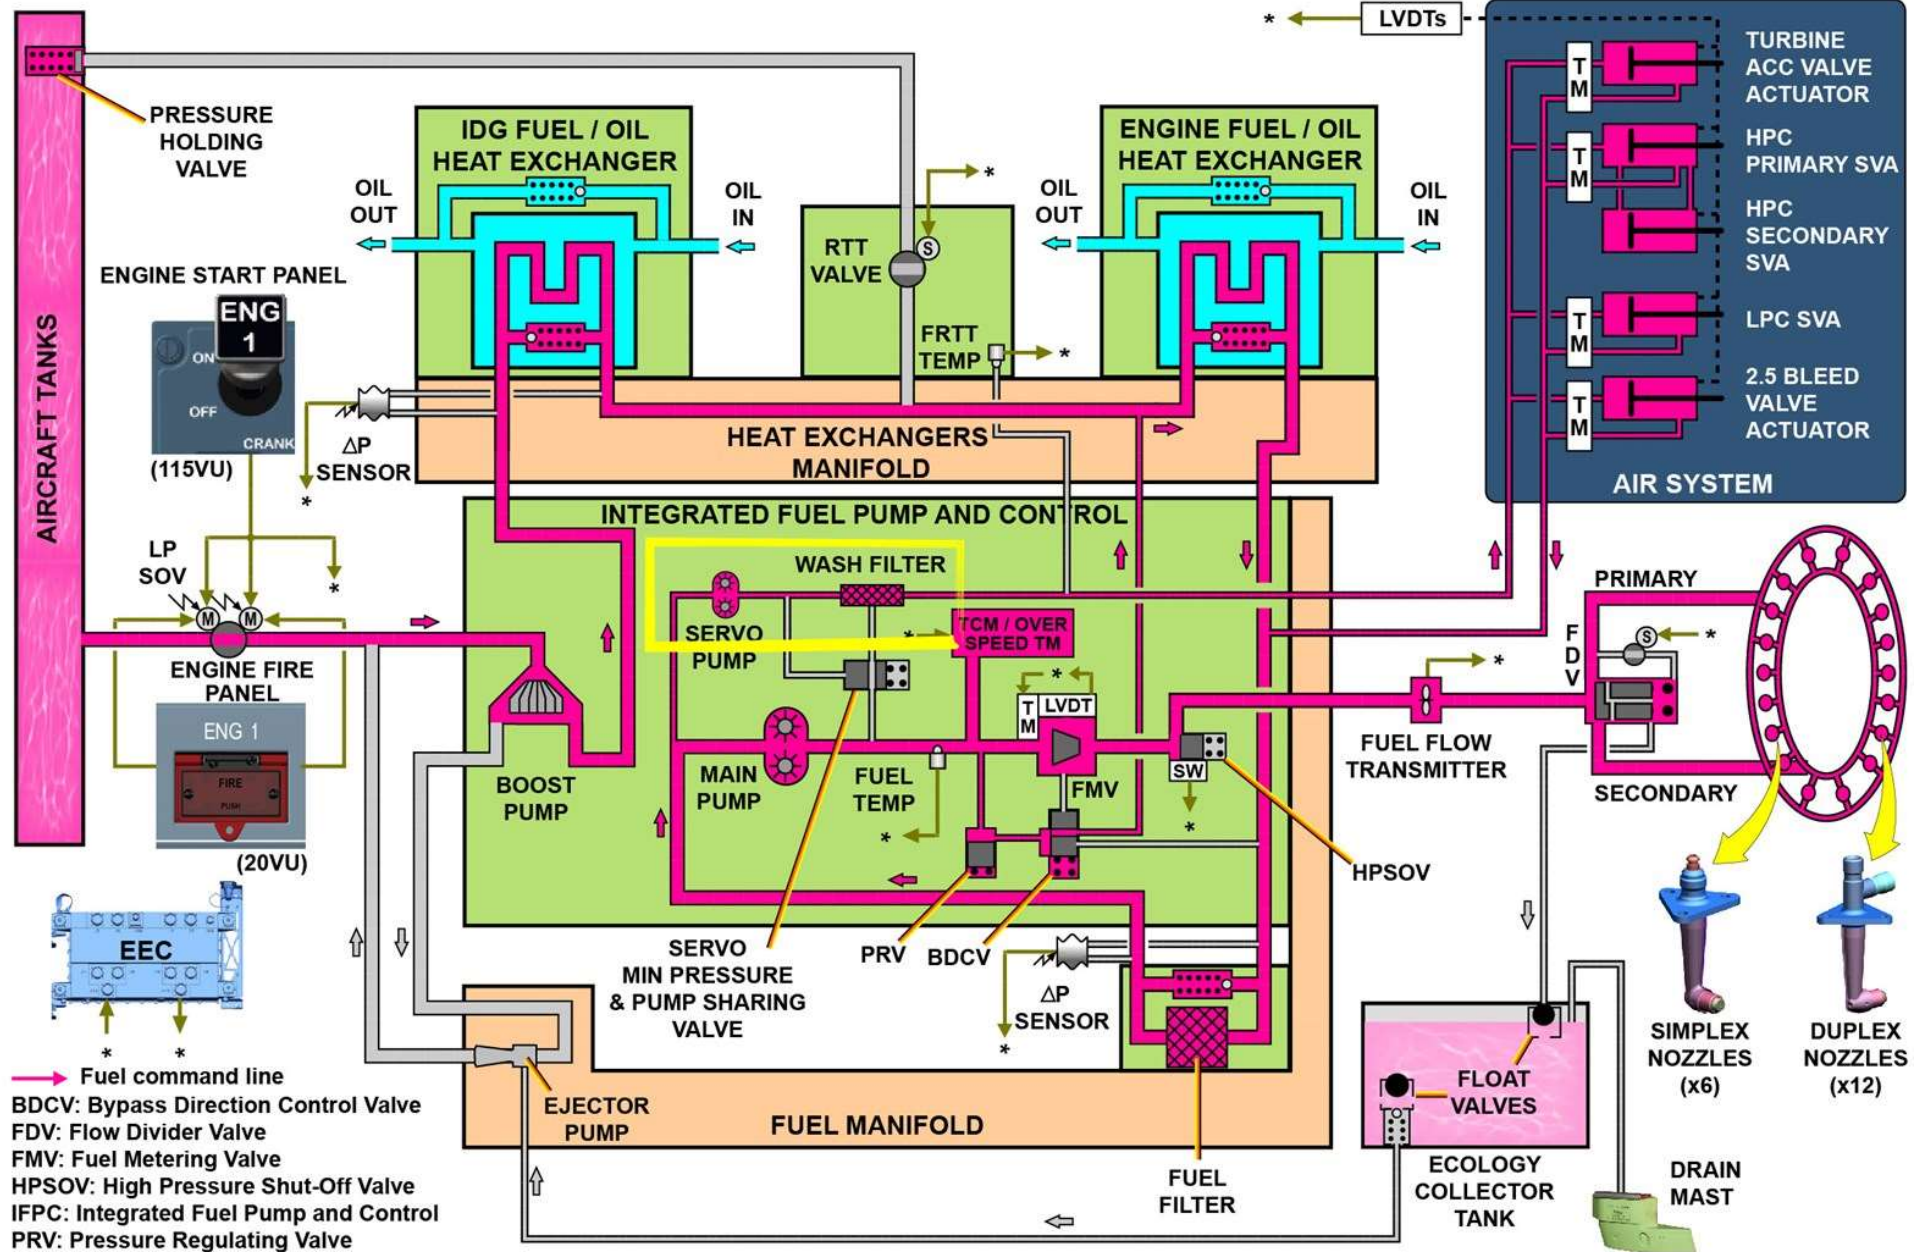 * LVDTs
TURBINE
ACC VALVE
ACTUATOR
TM
HPC
PRIMARY SVA
TM
HPC
SECONDARY
SVA
LPC SVA
TM
2.5 BLEED
VALVE
ACTUATOR
TM
AIR SYSTEM
PRESSURE
HOLDING
VALVE
AIRCRAFT TANKS
IDG FUEL / OIL
HEAT EXCHANGER
OIL
OUT
OIL
IN
RTT
VALVE
S
*
FRTT
TEMP
*
ENGINE FUEL / OIL
HEAT EXCHANGER
OIL
OUT
OIL
IN
ENGINE START PANEL
ENG
1
ON
OFF
CRANK
(115VU)
ΔP
SENSOR
*
HEAT EXCHANGERS
MANIFOLD
LP
SOV
M
M
*
ENGINE FIRE
PANEL
ENG 1
FIRE
PUSH
(20VU)
INTEGRATED FUEL PUMP AND CONTROL
WASH FILTER
SERVO
PUMP
*
TCM / OVER
SPEED TM
BOOST
PUMP
MAIN
PUMP
FUEL
TEMP
*
*
TM
LVDT
FMV
SW
*
HPSOV
SERVO
MIN PRESSURE
& PUMP SHARING
VALVE
PRV
BDCV
ΔP
SENSOR
*
FUEL FLOW
TRANSMITTER
*
PRIMARY
FDV
S
*
SECONDARY
SIMPLEX
NOZZLES
(x6)
DUPLEX
NOZZLES
(x12)
EEC
*
*
EJECTOR
PUMP
FUEL MANIFOLD
FUEL
FILTER
FLOAT
VALVES
ECOLOGY
COLLECTOR
TANK
DRAIN
MAST
Fuel command line
BDCV: Bypass Direction Control Valve
FDV: Flow Divider Valve
FMV: Fuel Metering Valve
HPSOV: High Pressure Shut-Off Valve
IFPC: Integrated Fuel Pump and Control
PRV: Pressure Regulating Valve